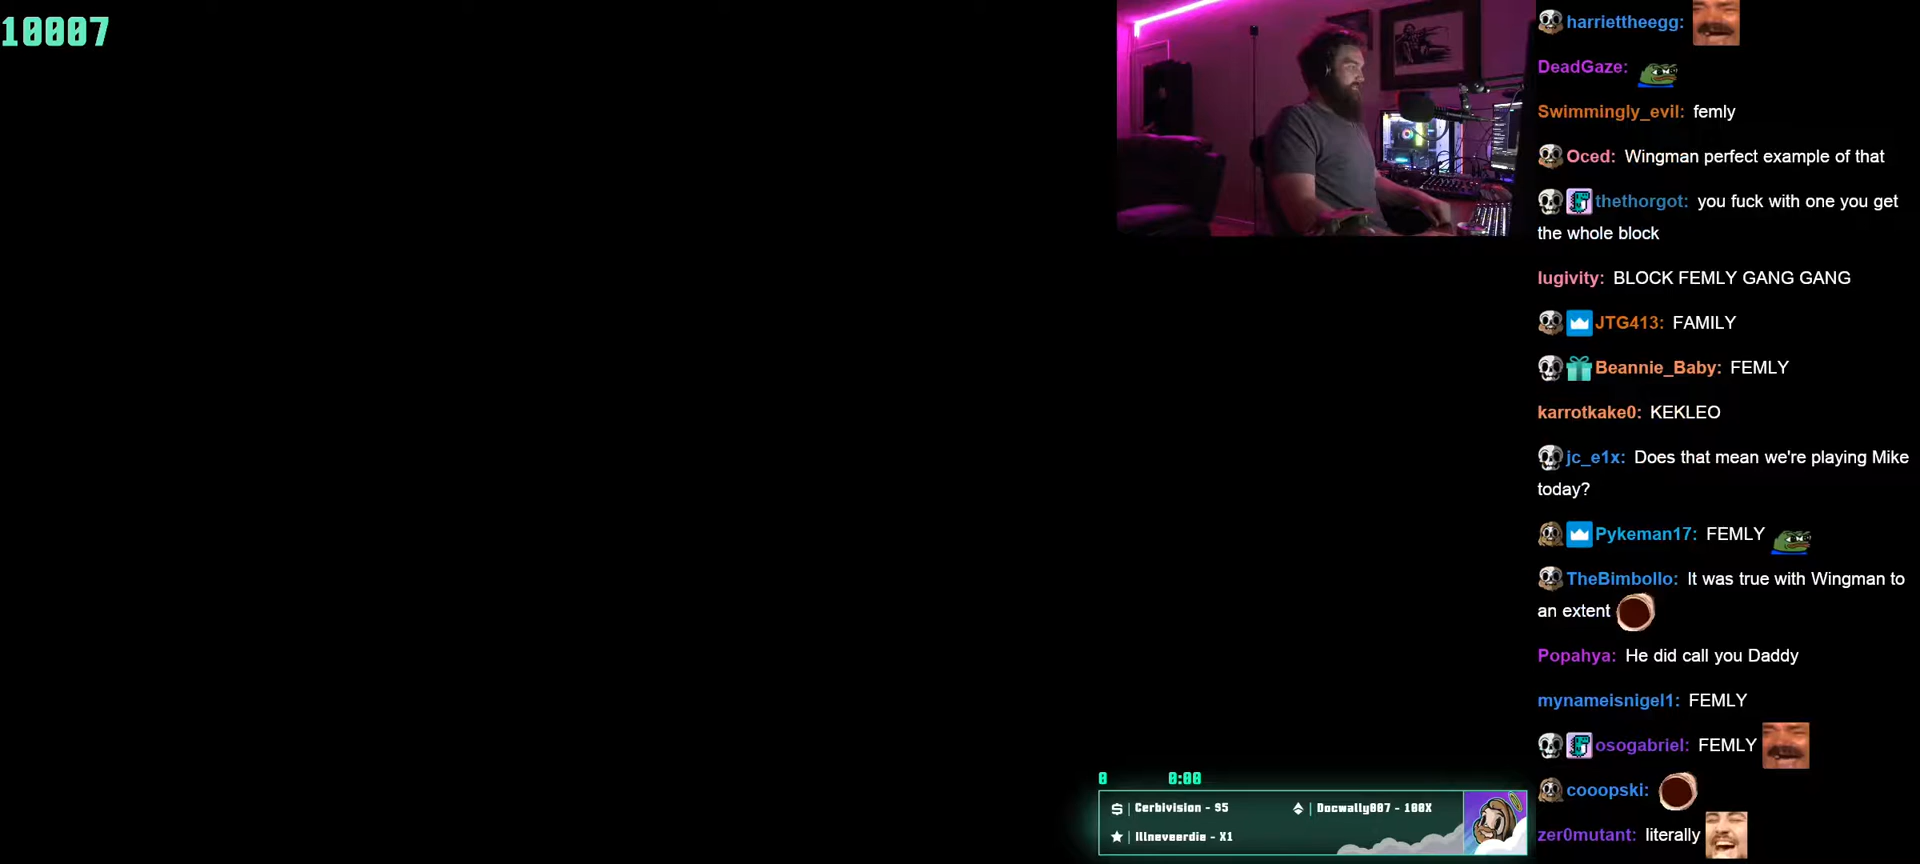 10007
harriettheegg:
DeadGaze:
Swimmingly_evil: femly
Oced: Wingman perfect example of that
thethorgot: you fuck with one you get
the whole block
lugivity: BLOCK FEMLY GANG GANG
JTG413: FAMILY
Beannie_Baby: FEMLY
karrotkake0: KEKLEO
jc_e1x: Does that mean we're playing Mike
today?
Pykeman17: FEMLY
TheBimbollo: It was true with Wingman to
an extent
Popahya: He did call you Daddy
mynameisnigel1: FEMLY
osogabriel: FEMLY
cooopski:
zer0mutant: literally
0 0:00
$ | Cerbivision - $5 | Docwally007 - 100X
★ | Illneveerdie - X1